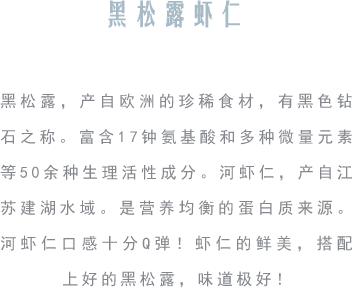 黑松露虾仁
黑松露，产自欧洲的珍稀食材，有黑色钻
石之称。富含17钟氨基酸和多种微量元素
等50余种生理活性成分。河虾仁，产自江
苏建湖水域。是营养均衡的蛋白质来源。
河虾仁口感十分Q弹！虾仁的鲜美，搭配
上好的黑松露，味道极好！